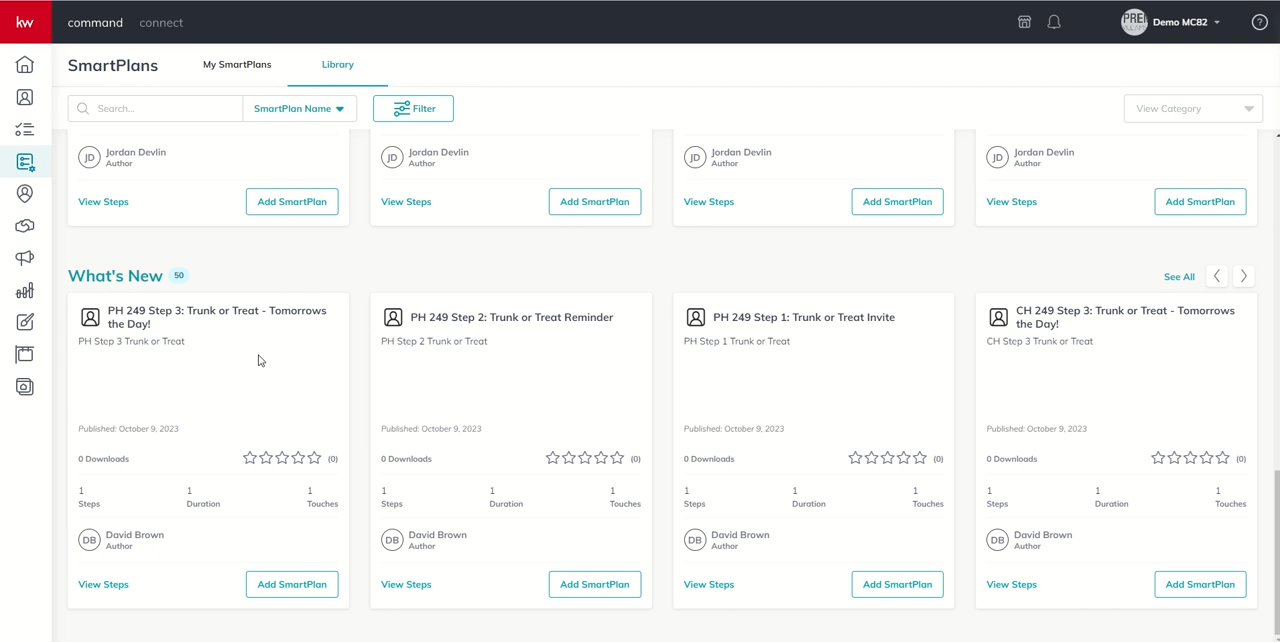 kw
command
connect
PREI
Demo MC82
SmartPlans
My SmartPlans
Library
Search...
SmartPlan Name
Filter
View Category
JD
Jordan Devlin
Author
JD
Jordan Devlin
Author
JD
Jordan Devlin
Author
JD
Jordan Devlin
Author
View Steps
Add SmartPlan
View Steps
Add SmartPlan
View Steps
Add SmartPlan
View Steps
Add SmartPlan
What's New
50
See All
PH 249 Step 3: Trunk or Treat - Tomorrows
the Day!
PH Step 3 Trunk or Treat
Published: October 9, 2023
0 Downloads
(0)
1
1
1
Steps
Duration
Touches
DB
David Brown
Author
View Steps
Add SmartPlan
PH 249 Step 2: Trunk or Treat Reminder
PH Step 2 Trunk or Treat
Published: October 9, 2023
0 Downloads
(0)
1
1
1
Steps
Duration
Touches
DB
David Brown
Author
View Steps
Add SmartPlan
PH 249 Step 1: Trunk or Treat Invite
PH Step 1 Trunk or Treat
Published: October 9, 2023
0 Downloads
(0)
1
1
1
Steps
Duration
Touches
DB
David Brown
Author
View Steps
Add SmartPlan
CH 249 Step 3: Trunk or Treat - Tomorrows
the Day!
CH Step 3 Trunk or Treat
Published: October 9, 2023
0 Downloads
(0)
1
1
1
Steps
Duration
Touches
DB
David Brown
Author
View Steps
Add SmartPlan